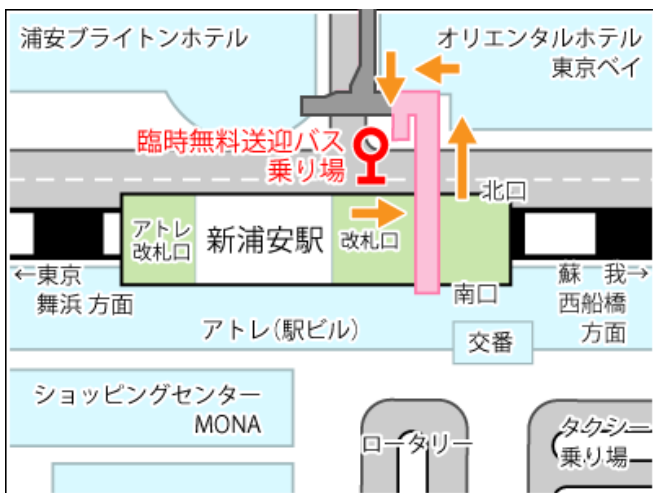 浦安ブライトンホテル
オリエンタルホテル
東京ベイ
臨時無料送迎バス
乗り場
北口
アトレ
改札口
新浦安駅
改札口
←東京
舞浜 方面
南口
蘇 我→
西船橋
方面
アトレ(駅ビル)
交番
ショッピングセンター
MONA
ロータリー
タクシー
乗り場